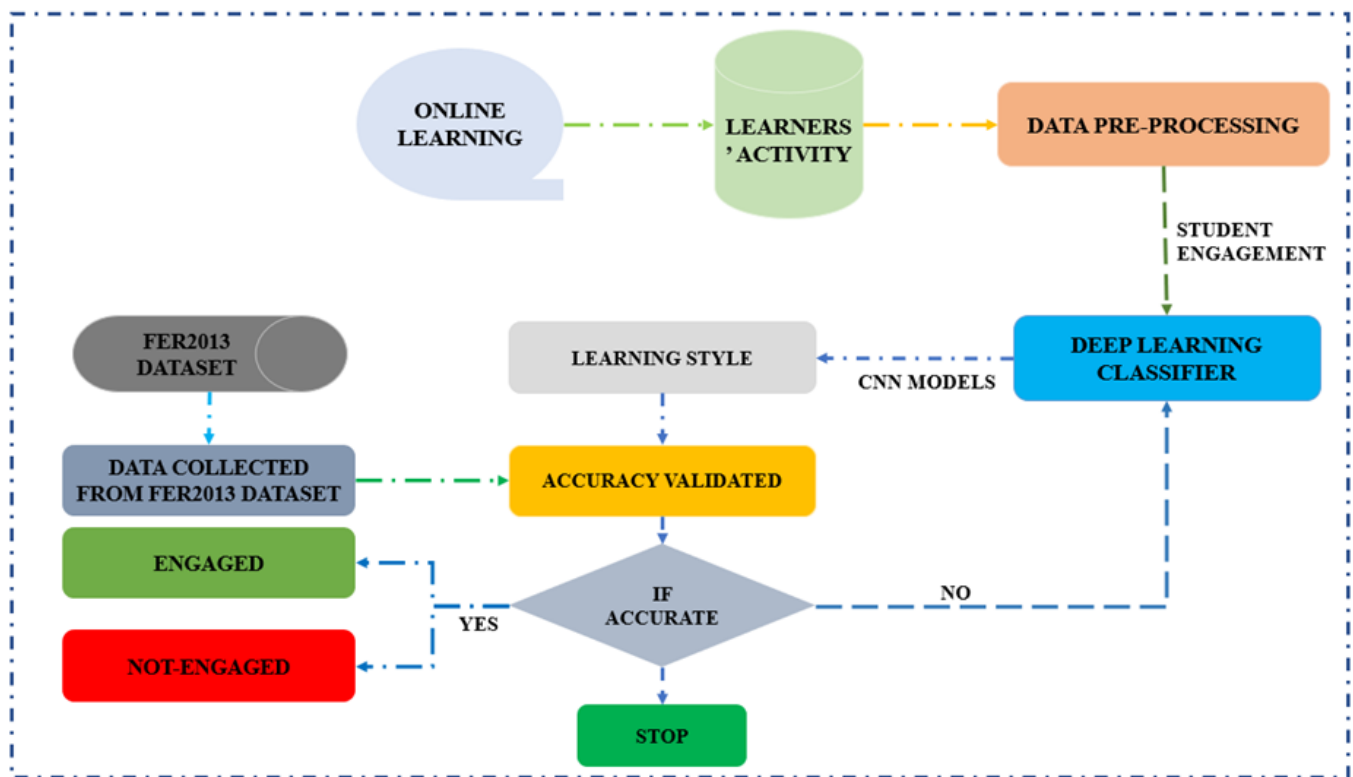 ONLINE
LEARNING
LEARNERS
’ ACTIVITY
DATA PRE-PROCESSING
STUDENT
ENGAGEMENT
FER2013
DATASET
LEARNING STYLE
CNN MODELS
DEEP LEARNING
CLASSIFIER
DATA COLLECTED
FROM FER2013 DATASET
ACCURACY VALIDATED
ENGAGED
IF
ACCURATE
NO
YES
NOT-ENGAGED
STOP